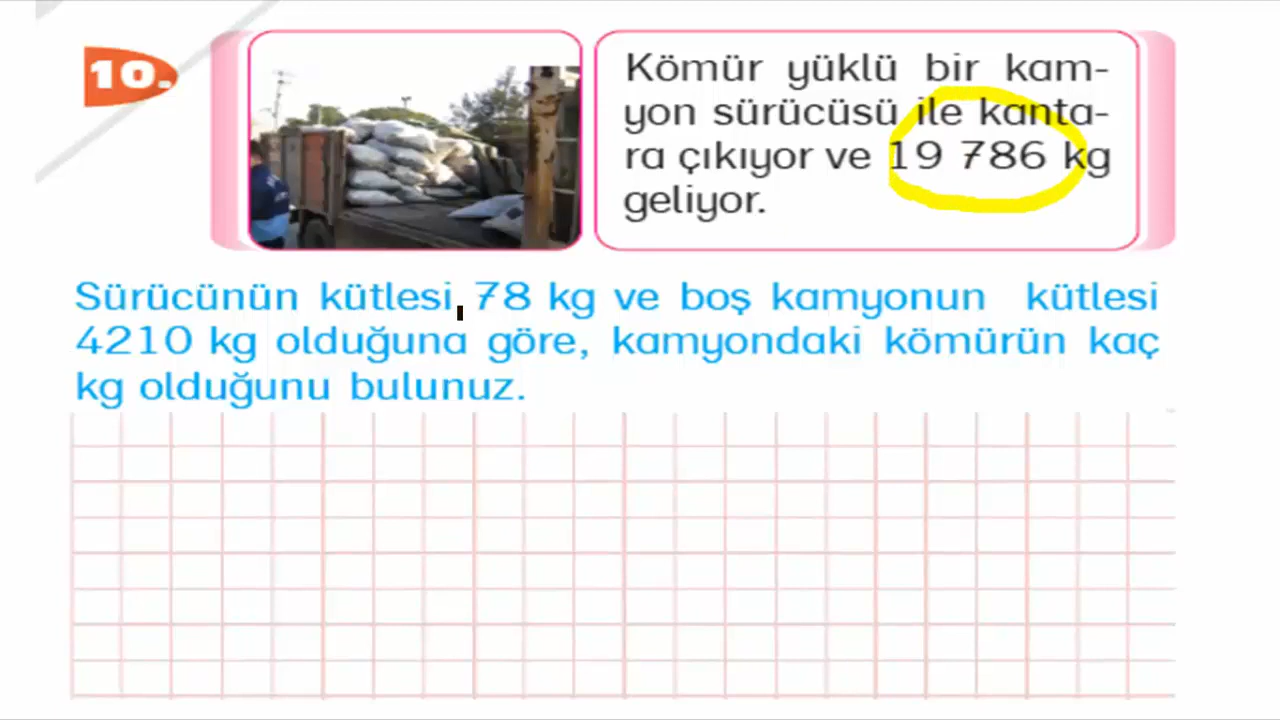 10.
Kömür yüklü bir kam-
yon sürücüsü ile kanta-
ra çıkıyor ve 19 786 kg
geliyor.
Sürücünün kütlesi 78 kg ve boş kamyonun kütlesi
4210 kg olduğuna göre, kamyondaki kömürün kaç
kg olduğunu bulunuz.